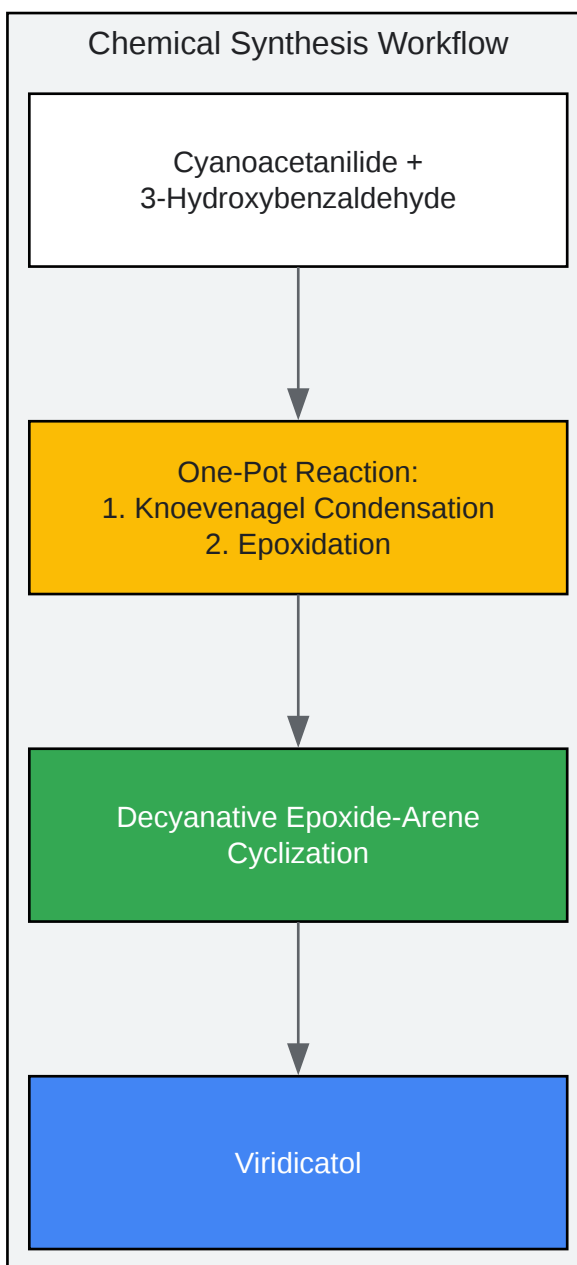 Chemical Synthesis Workflow
Cyanoacetanilide +
3-Hydroxybenzaldehyde
One-Pot Reaction:
1. Knoevenagel Condensation
2. Epoxidation
Decyanative Epoxide-Arene
Cyclization
Viridicatol